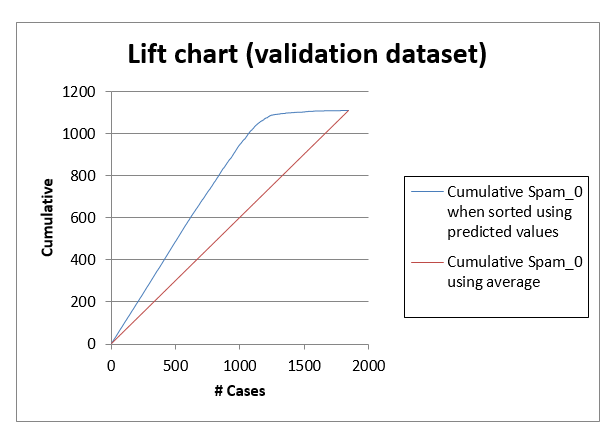 Lift chart (validation dataset)
1200
1000
800
600
400
200
0
Cumulative
0 500 1000 1500 2000
# Cases
Cumulative Spam_0
when sorted using
predicted values
Cumulative Spam_0
using average